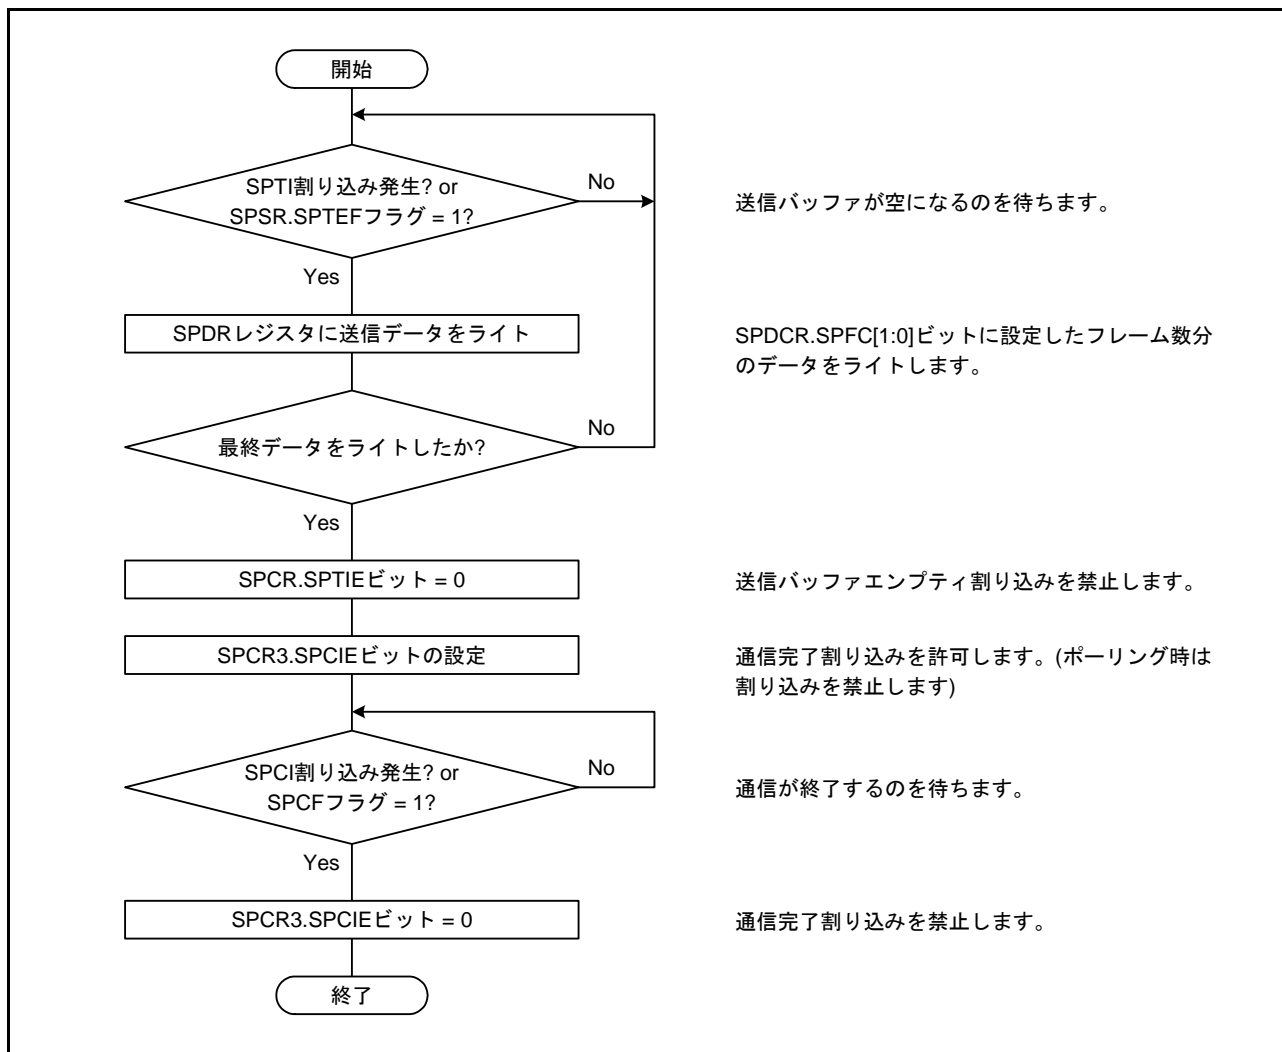 開始
SPTI割り込み発生? or
SPSR.SPTEFフラグ = 1?
No
送信バッファが空になるのを待ちます。
Yes
SPDRレジスタに送信データをライト
SPDCR.SPFC[1:0]ビットに設定したフレーム数分
のデータをライトします。
最終データをライトしたか?
No
Yes
SPCR.SPTIEビット = 0
送信バッファエンプティ割り込みを禁止します。
SPCR3.SPCIEビットの設定
通信完了割り込みを許可します。(ポーリング時は
割り込みを禁止します)
SPCI割り込み発生? or
SPCFフラグ = 1?
No
通信が終了するのを待ちます。
Yes
SPCR3.SPCIEビット = 0
通信完了割り込みを禁止します。
終了